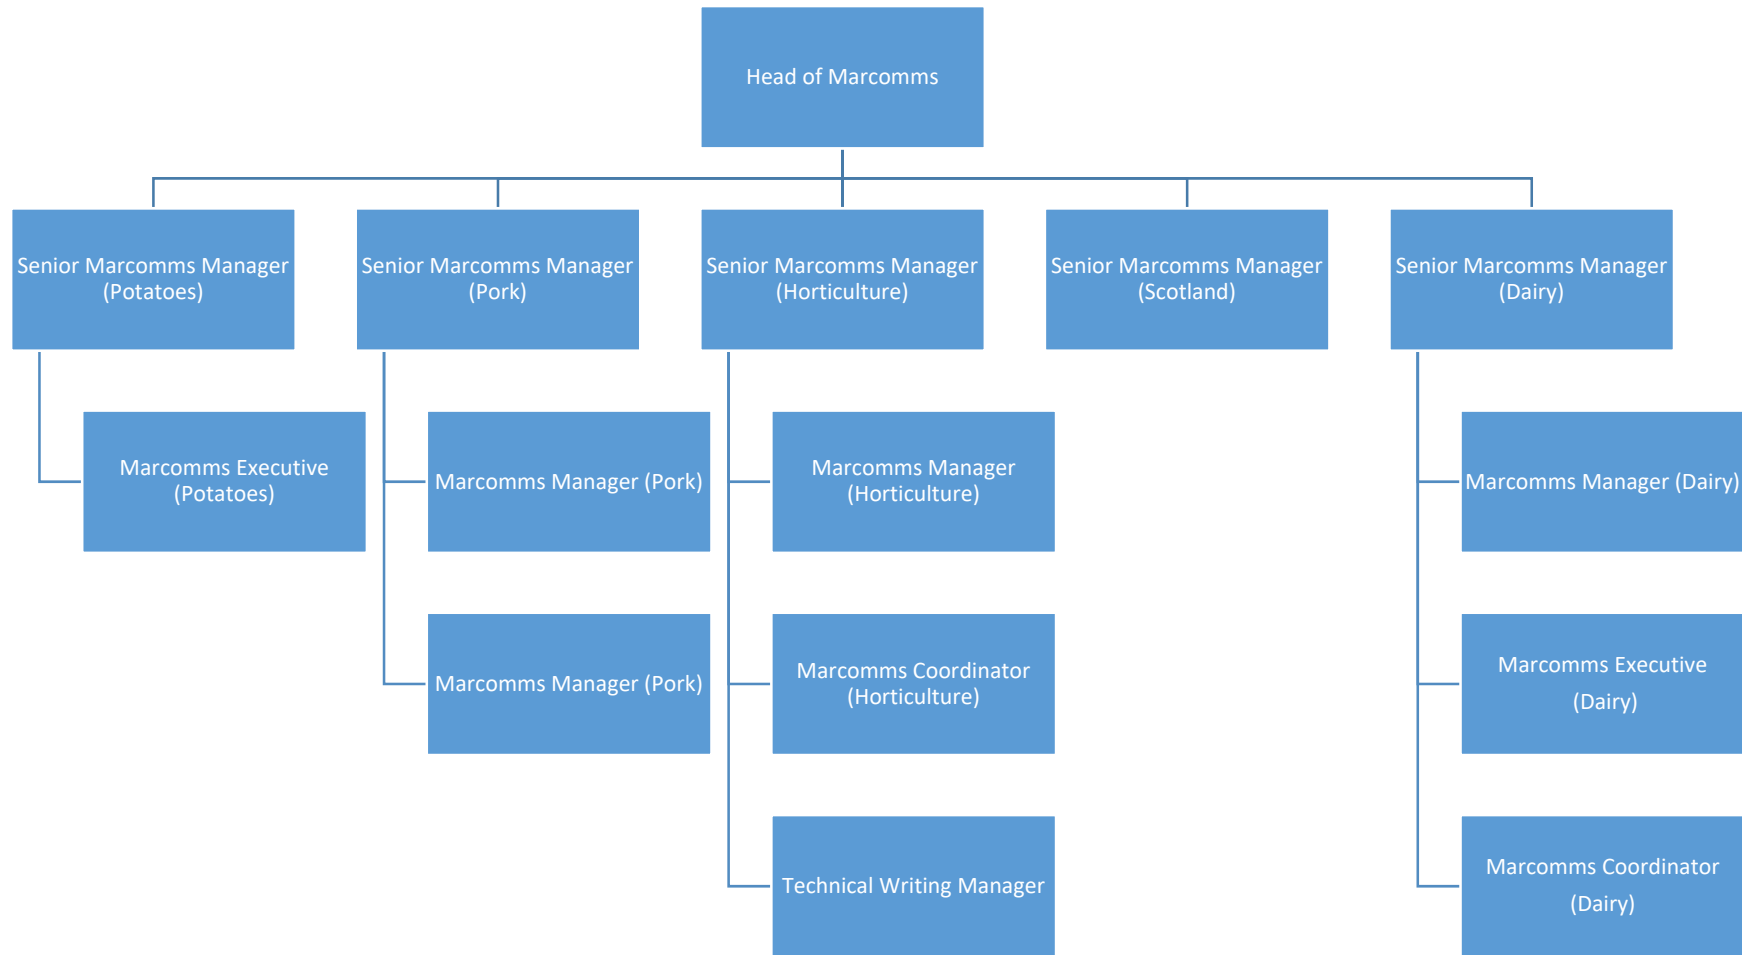 Head of Marcomms
Senior Marcomms Manager
(Potatoes)
Senior Marcomms Manager
(Pork)
Senior Marcomms Manager
(Horticulture)
Senior Marcomms Manager
(Scotland)
Senior Marcomms Manager
(Dairy)
Marcomms Executive
(Potatoes)
Marcomms Manager (Pork)
Marcomms Manager
(Horticulture)
Marcomms Manager (Dairy)
Marcomms Manager (Pork)
Marcomms Coordinator
(Horticulture)
Marcomms Executive
(Dairy)
Technical Writing Manager
Marcomms Coordinator
(Dairy)